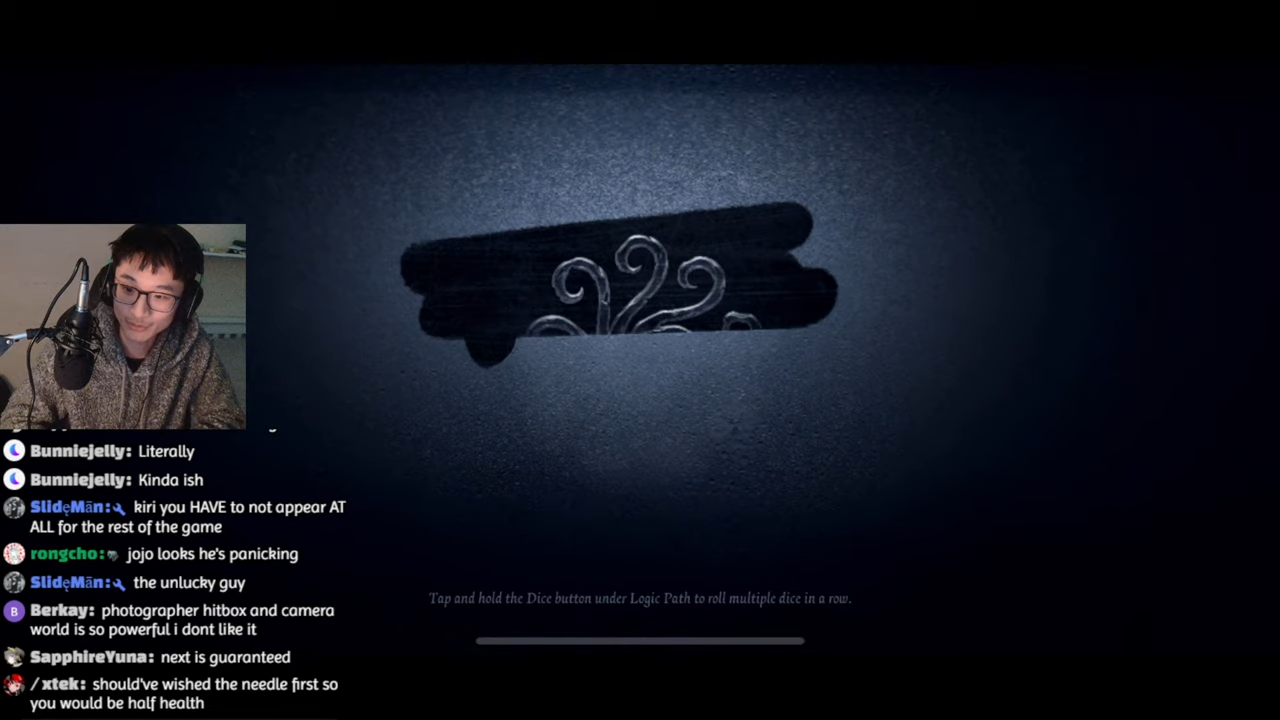 Bunniejelly: Literally
Bunniejelly: Kinda ish
SlidęMān: kiri you HAVE to not appear AT
ALL for the rest of the game
rongcho: jojo looks he's panicking
SlidęMān: the unlucky guy
B Berkay: photographer hitbox and camera
world is so powerful i dont like it
SapphireYuna: next is guaranteed
/xtek: should've wished the needle first so
you would be half health
Tap and hold the Dice button under Logic Path to roll multiple dice in a row.